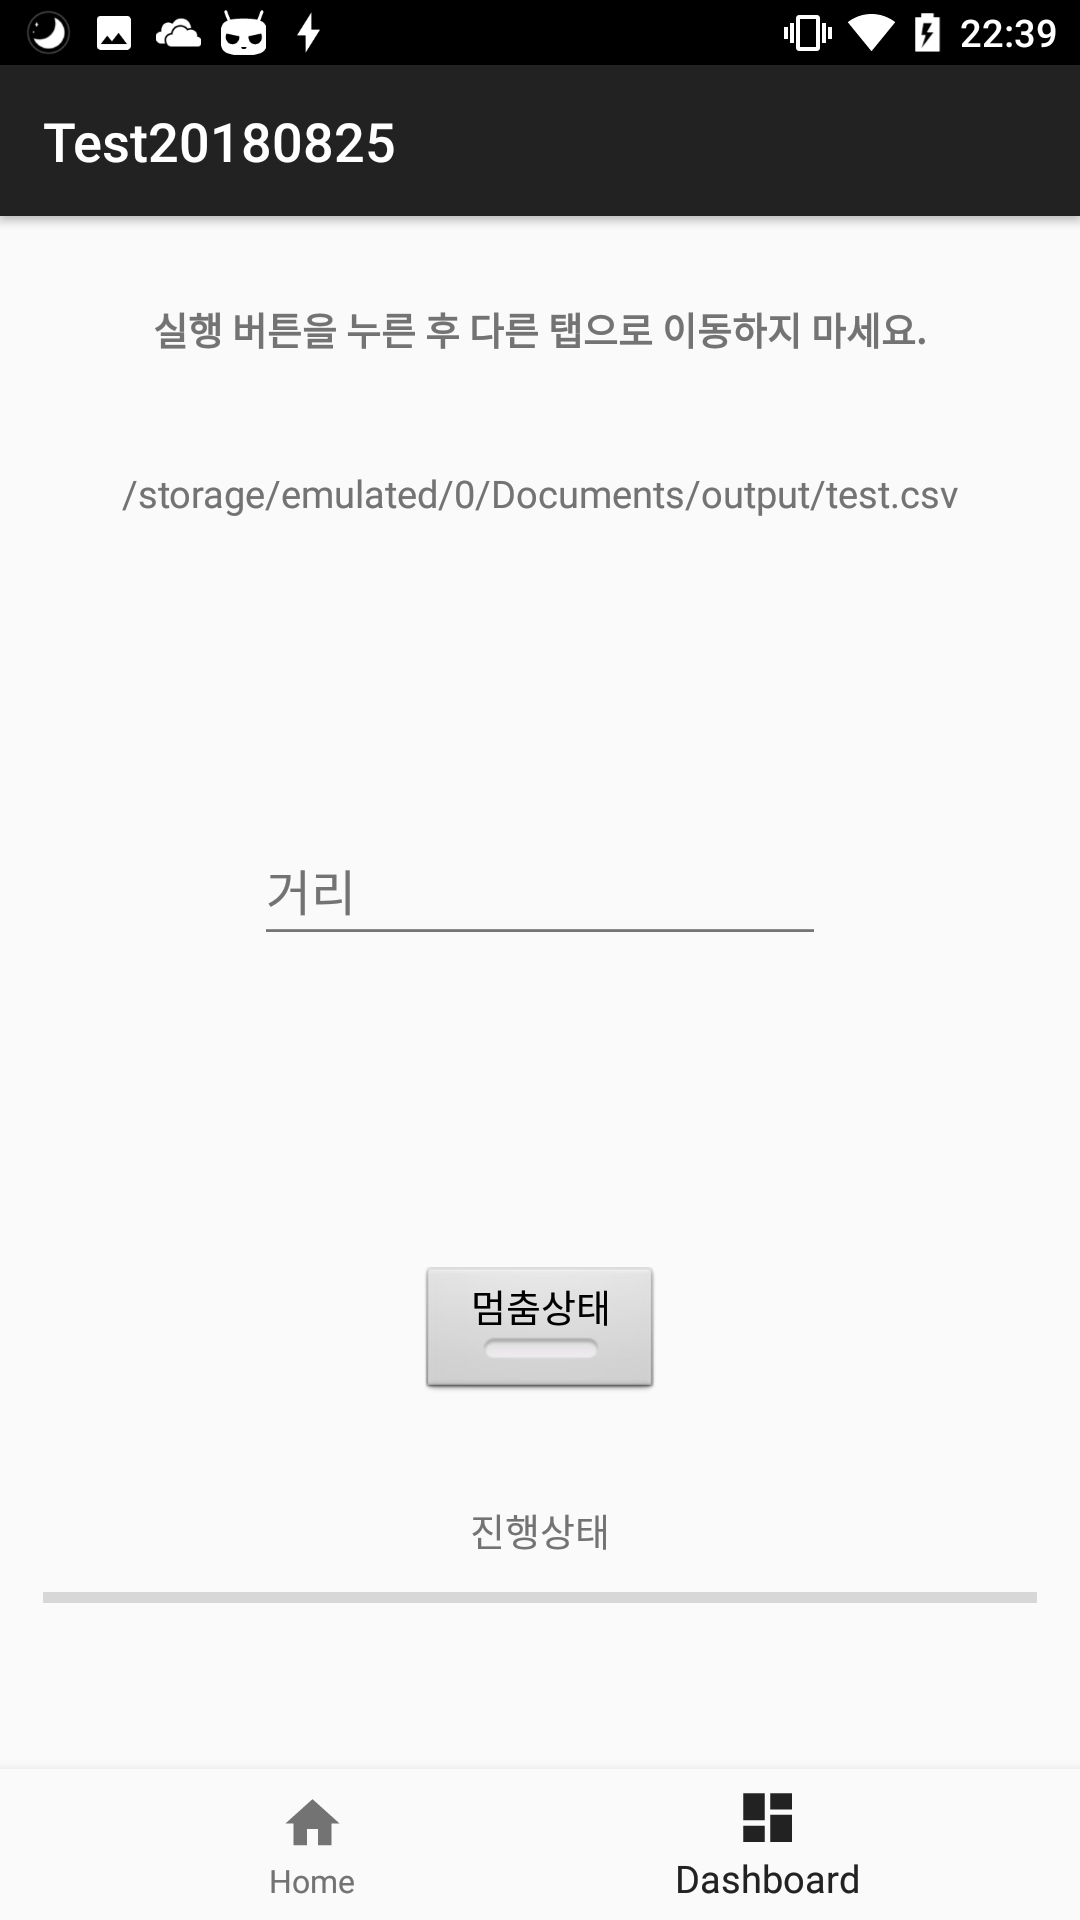 22:39
Test20180825
실행 버튼을 누른 후 다른 탭으로 이동하지 마세요.
/storage/emulated/0/Documents/output/test.csv
거리
멈춤상태
진행상태
Home
Dashboard